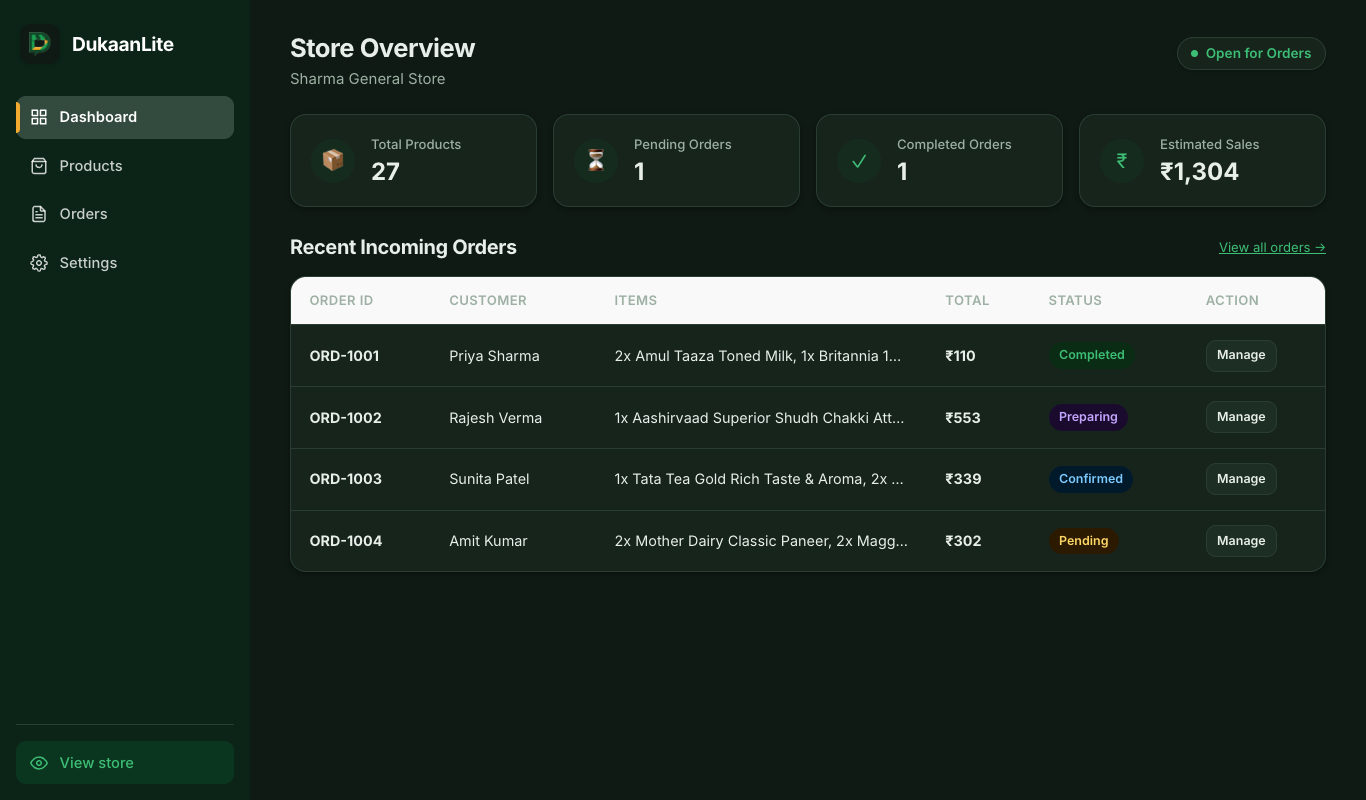 DukaanLite
Dashboard
Products
Orders
Settings
View store
Store Overview
Sharma General Store
Open for Orders
Total Products
27
Pending Orders
1
Completed Orders
1
₹
Estimated Sales
₹1,304
Recent Incoming Orders
View all orders →
ORDER ID CUSTOMER ITEMS TOTAL STATUS ACTION
ORD-1001 Priya Sharma 2x Amul Taaza Toned Milk, 1x Britannia 1... ₹110 Completed Manage
ORD-1002 Rajesh Verma 1x Aashirvaad Superior Shudh Chakki Att... ₹553 Preparing Manage
ORD-1003 Sunita Patel 1x Tata Tea Gold Rich Taste & Aroma, 2x ... ₹339 Confirmed Manage
ORD-1004 Amit Kumar 2x Mother Dairy Classic Paneer, 2x Magg... ₹302 Pending Manage